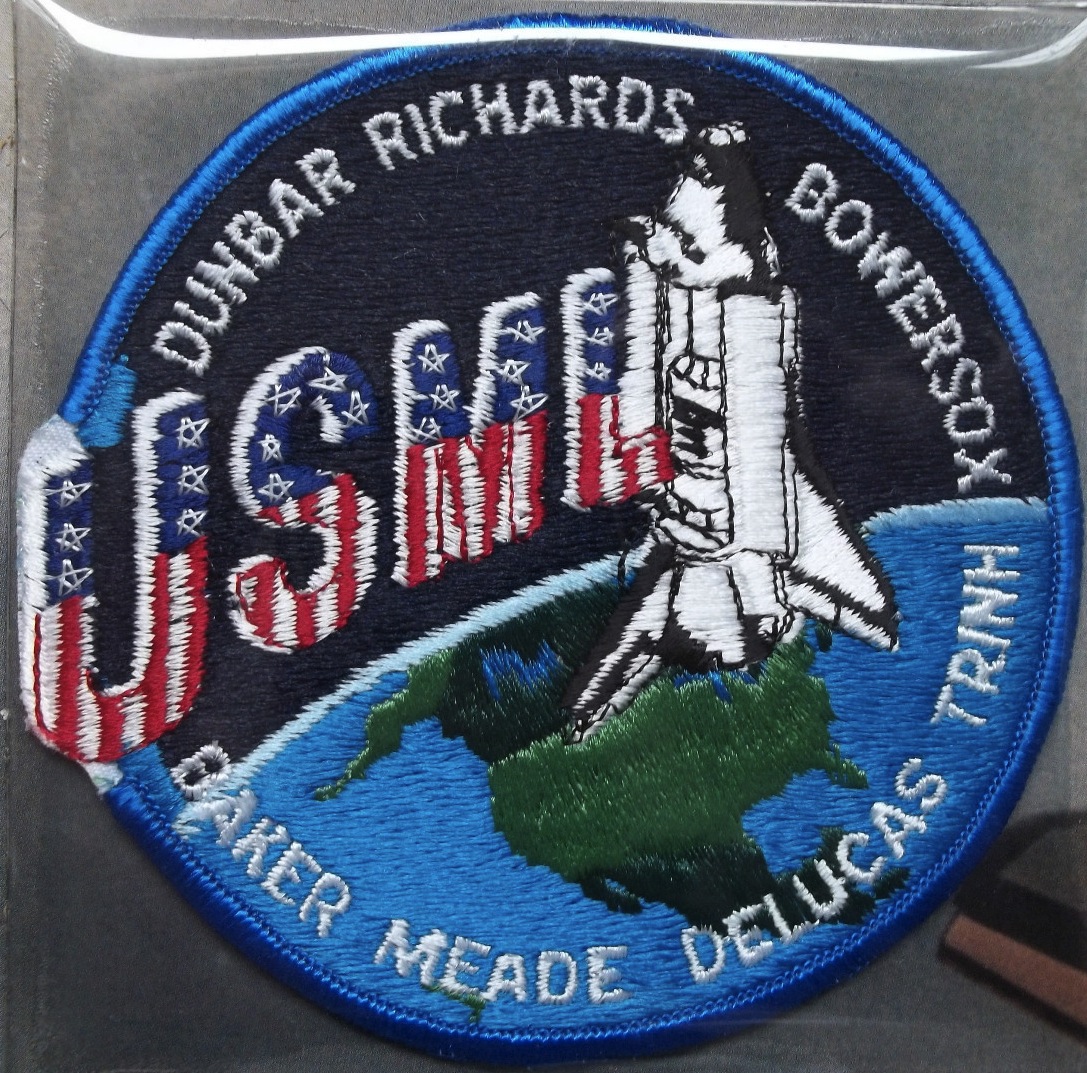 DUNBAR RICHARDS BOWERSOX
USML
TRINH
BAKER MEADE DELUCAS